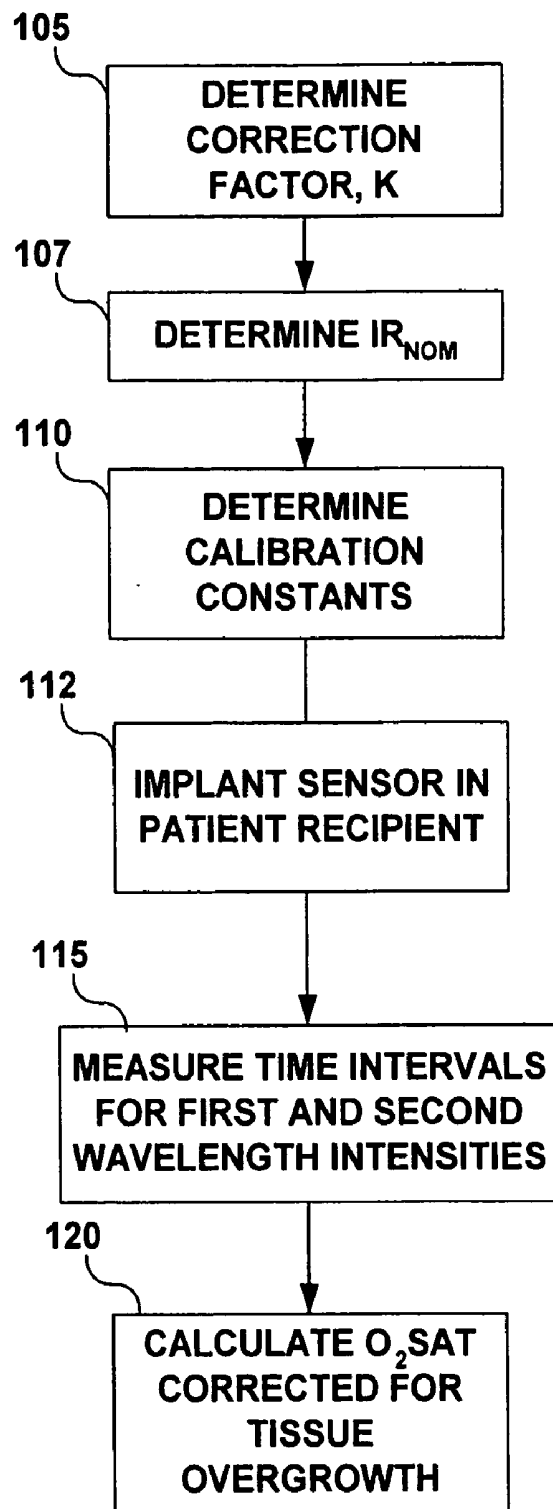 105
DETERMINE
CORRECTION
FACTOR, K
107
DETERMINE IR_NOM
110
DETERMINE
CALIBRATION
CONSTANTS
112
IMPLANT SENSOR IN
PATIENT RECIPIENT
115
MEASURE TIME INTERVALS
FOR FIRST AND SECOND
WAVELENGTH INTENSITIES
120
CALCULATE O₂SAT
CORRECTED FOR
TISSUE
OVERGROWTH